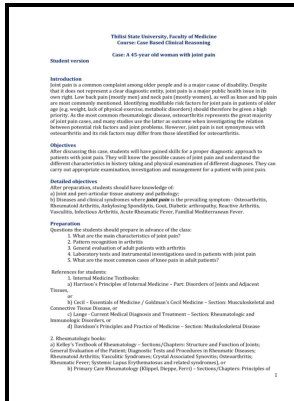 Tbilisi State University, Faculty of Medicine
Course: Case Based Clinical Reasoning
Case: A 45-year old woman with joint pain
Student version
Introduction
Joint pain is a common complaint among older people and is a major cause of disability. Despite
that it does not represent a clear diagnostic entity, joint pain is a major public health issue in its
own right. Low back pain (mostly men) and neck pain (mostly women), as well as knee and hip pain
are most commonly mentioned. Identifying modifiable risk factors for joint pain in patients of older
age (e.g. weight, lack of physical exercise, metabolic disorders) should therefore be given a high
priority. As the most common rheumatologic disease, osteoarthritis represents the great majority
of joint pain cases, and many studies use the latter as outcome when investigating the relation
between potential risk factors and joint problems. However, joint pain is not synonymous with
osteoarthritis and its risk factors may differ from these identified for osteoarthritis.
Objectives
After discussing this case, students will have gained skills for a proper diagnostic approach to
patients with joint pain. They will know the possible causes of joint pain and understand the
differences in history taking and physical examination of different diagnoses. They can
carry out appropriate examination, investigation and management for a patient with joint pain.
Detailed objectives
After preparation, students should have knowledge of:
a) Joint and peri-articular tissue anatomy and pathology;
b) Diseases and clinical syndromes where joint pain is the prevailing symptom - Osteoarthritis,
Rheumatoid Arthritis, Ankylosing Spondilytis, Gout, Diabetic arthropathy, Reactive Arthritis,
Vasculitis, Infectious Arthritis, Acute Rheumatic Fever, Familial Mediterranean Fever.
Preparation
Questions the students should prepare in advance of the class:
1. What are the main characteristics of joint pain?
2. Pattern recognition in arthritis
3. General evaluation of adult patients with arthritis
4. Laboratory tests and instrumental investigations used in patients with joint pain
5. What are the most common cases of knee pain in adult patients?
References for students:
1. Internal Medicine Textbooks:
a) Harrison's Principles of Internal Medicine – Part: Disorders of Joints and Adjacent
Tissues,
or
b) Cecil - Essentials of Medicine / Goldman's Cecil Medicine – Section: Musculoskeletal and
Connective Tissue Disease, or
c) Lange - Current Medical Diagnosis and Treatment – Section: Rheumatologic and
Immunologic Disorders, or
d) Davidson's Principles and Practice of Medicine – Section: Musculoskeletal Disease
2. Rheumatologic books:
a) Kelley's Textbook of Rheumatology – Sections/Chapters: Structure and Function of Joints;
General Evaluation of the Patient; Diagnostic Tests and Procedures in Rheumatic Diseases;
Rheumatoid Arthritis; Vasculitic Syndromes; Crystal Associated Synovitis; Osteoarthritis;
Rheumatic Fever; Systemic Lupus Erythematosus and related syndromes), or
b) Primary Care Rheumatology (Klippel, Dieppe, Ferri) – Sections/Chapters: Principles of
1